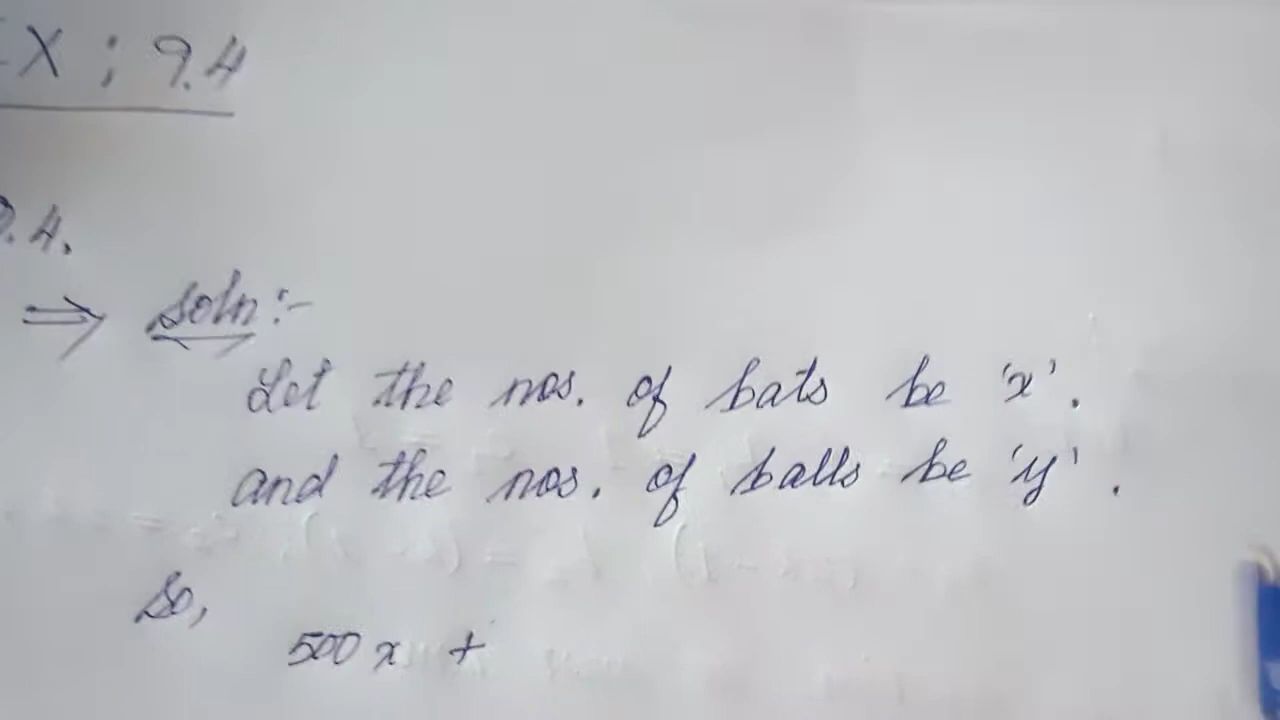 X ; 9.4
.4.
⇒ Soln :-
Let the nos. of bats be 'x'.
and the nos. of balls be 'y'.
So,
500 x +